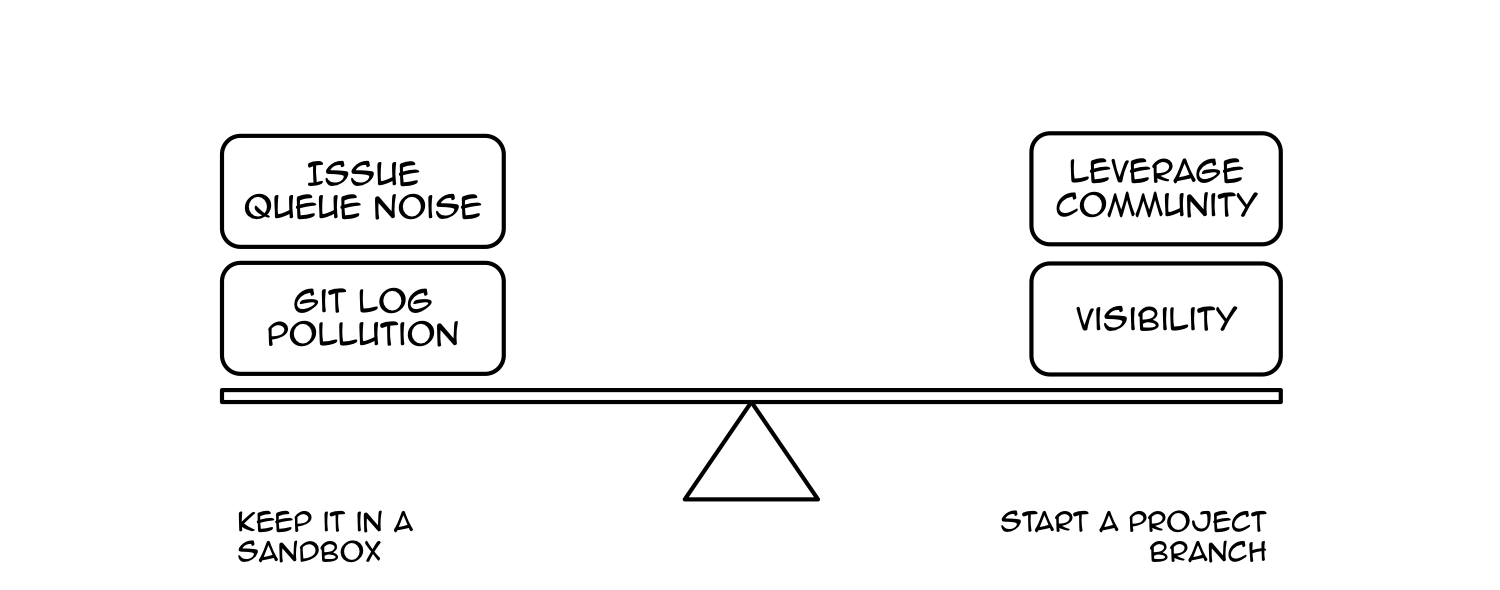 ISSUE
QUEUE NOISE
GIT LOG
POLLUTION
LEVERAGE
COMMUNITY
VISIBILITY
KEEP IT IN A
SANDBOX
START A PROJECT
BRANCH